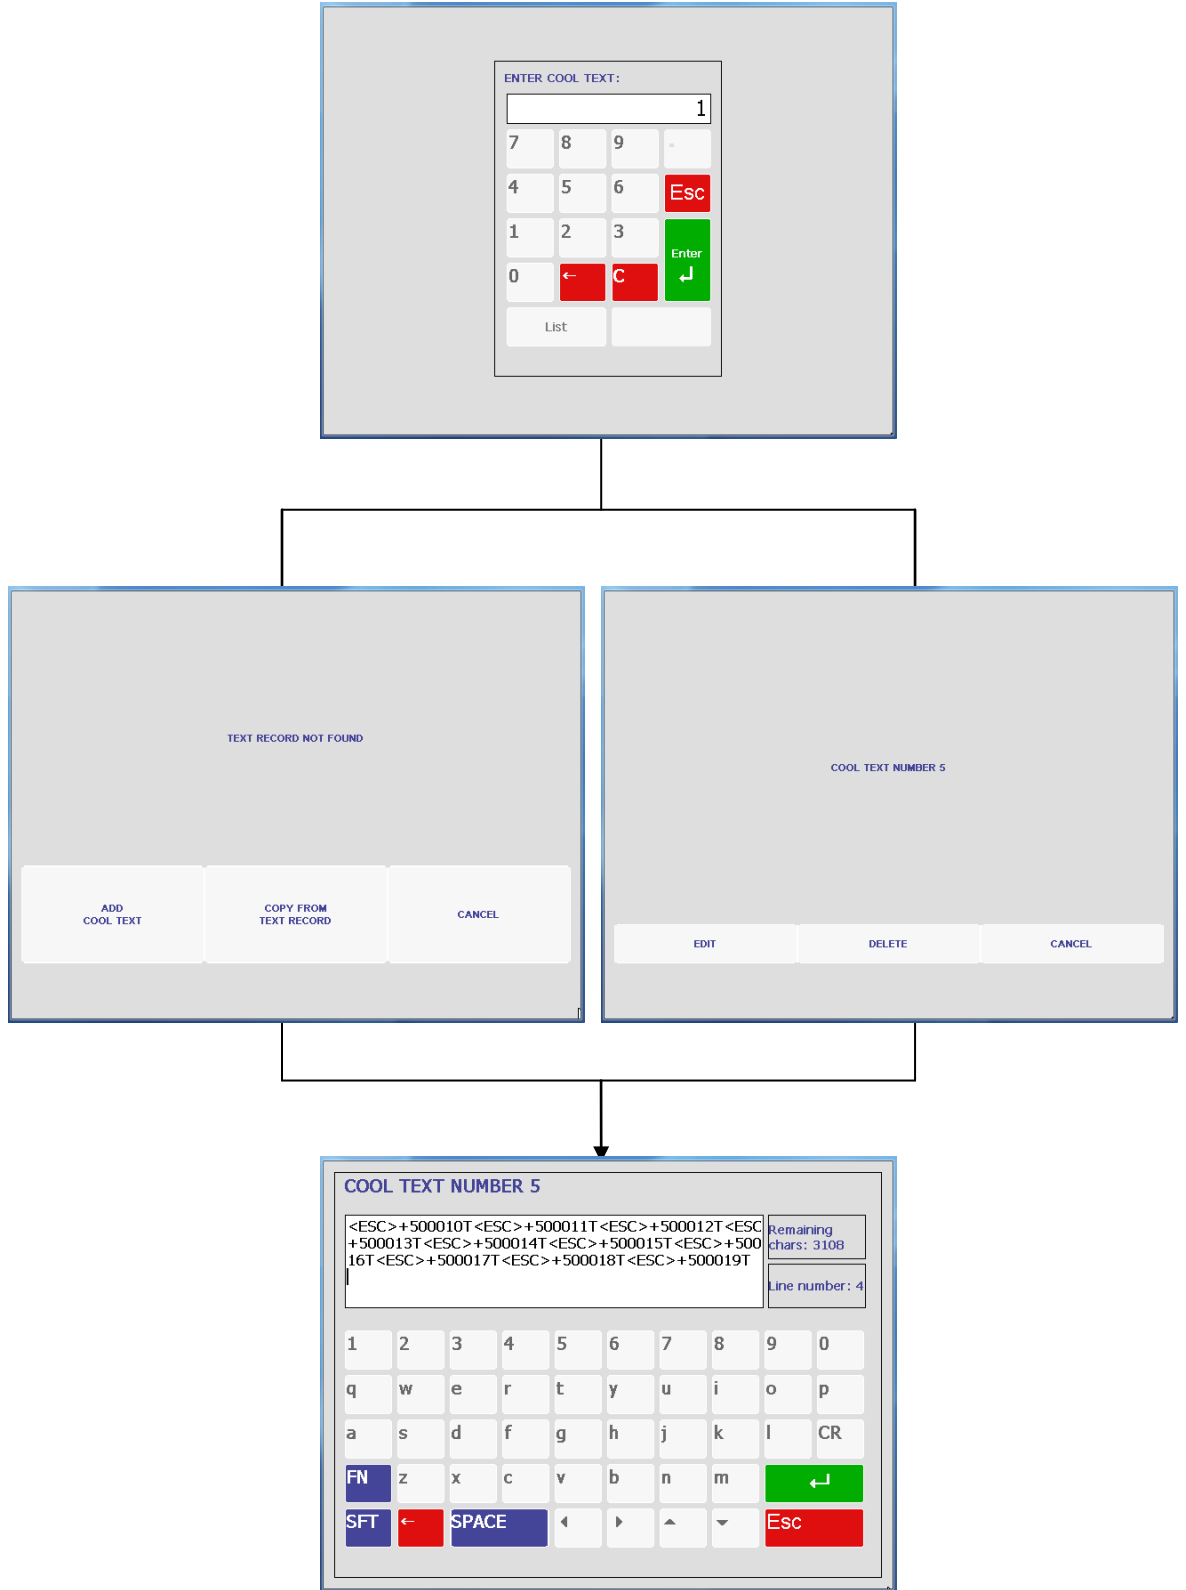 ENTER COOL TEXT:
1
7 8 9 -
4 5 6 Esc
1 2 3 Enter
0 ← C ↵
List
TEXT RECORD NOT FOUND
ADD
COOL TEXT
COPY FROM
TEXT RECORD
CANCEL
COOL TEXT NUMBER 5
EDIT DELETE CANCEL
COOL TEXT NUMBER 5
<ESC>+500010T<ESC>+500011T<ESC>+500012T<ESC
+500013T<ESC>+500014T<ESC>+500015T<ESC>+500
16T<ESC>+500017T<ESC>+500018T<ESC>+500019T
Remaining
chars: 3108
Line number: 4
1 2 3 4 5 6 7 8 9 0
q w e r t y u i o p
a s d f g h j k l CR
FN z x c v b n m ↵
SFT ← SPACE Esc